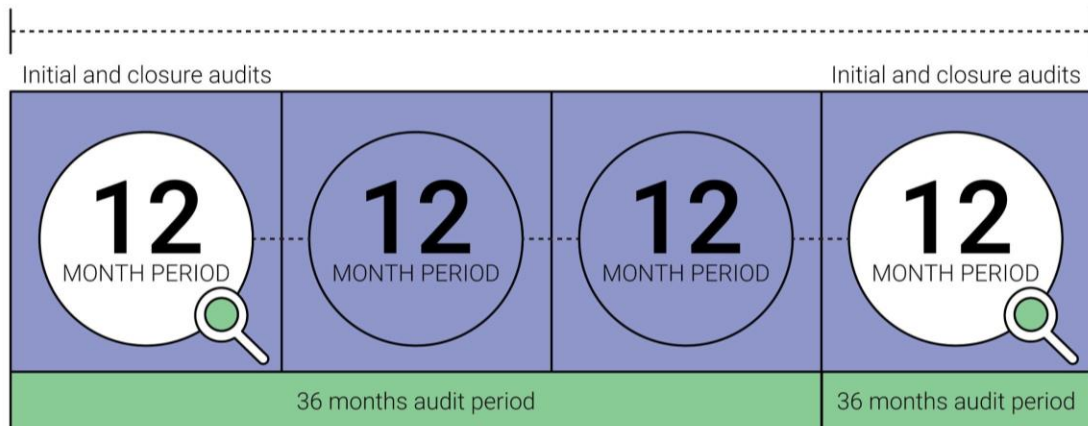 Initial and closure audits
Initial and closure audits
12
MONTH PERIOD
12
MONTH PERIOD
12
MONTH PERIOD
12
MONTH PERIOD
36 months audit period
36 months audit period